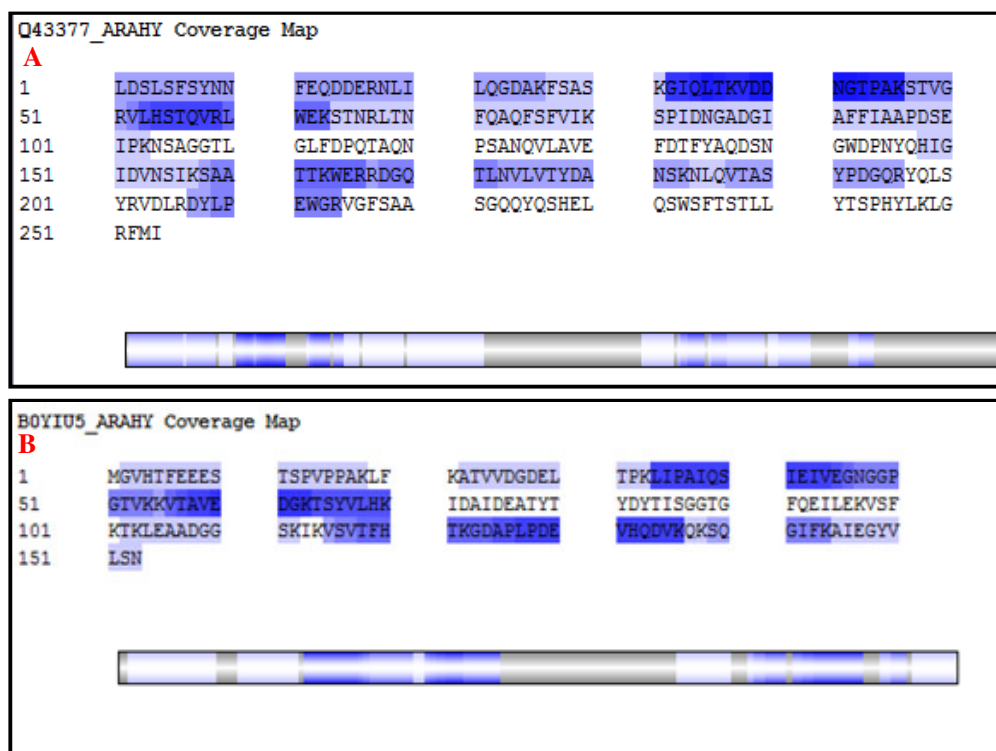 Q43377_ARAHY Coverage Map
A
1 LDSLSFSYNN FEQDDERNLI LQGDAKFSAS KGIQLTKVDD NGTPAKSTVG
51 RVLHSTQVRL WEKSTNRLTN FQAQFSFVIK SPIDNGADGI AFFIAAPDSE
101 IPKNSAGGTL GLFDPQTAQN PSANQVLAVE FDTFYAQDSN GWDPNYQHIG
151 IDVNSIKSAA TTKWERRDGQ TLNVLVTYDA NSKNLQVTAS YPDGQRYQLS
201 YRVDLRDYLP EWGRVGFSAA SGQQYQSHEL QSWSFTSTLL YTSPHYLKLG
251 RFMI
B0YIU5_ARAHY Coverage Map
B
1 MGVHTFEEES TSPVPPAKLF KATVVDGDEL TPKLIPAIQS IEIVEGNGGP
51 GTVKKVTAVE DGKTSYVLHK IDAIDEATYT YDYTISGGTG FQEILEKVSF
101 KTKLEAADGG SKIKVSVTFH TKGDAPLPDE VHQDVKQKSQ GIFKAIEGYV
151 LSN